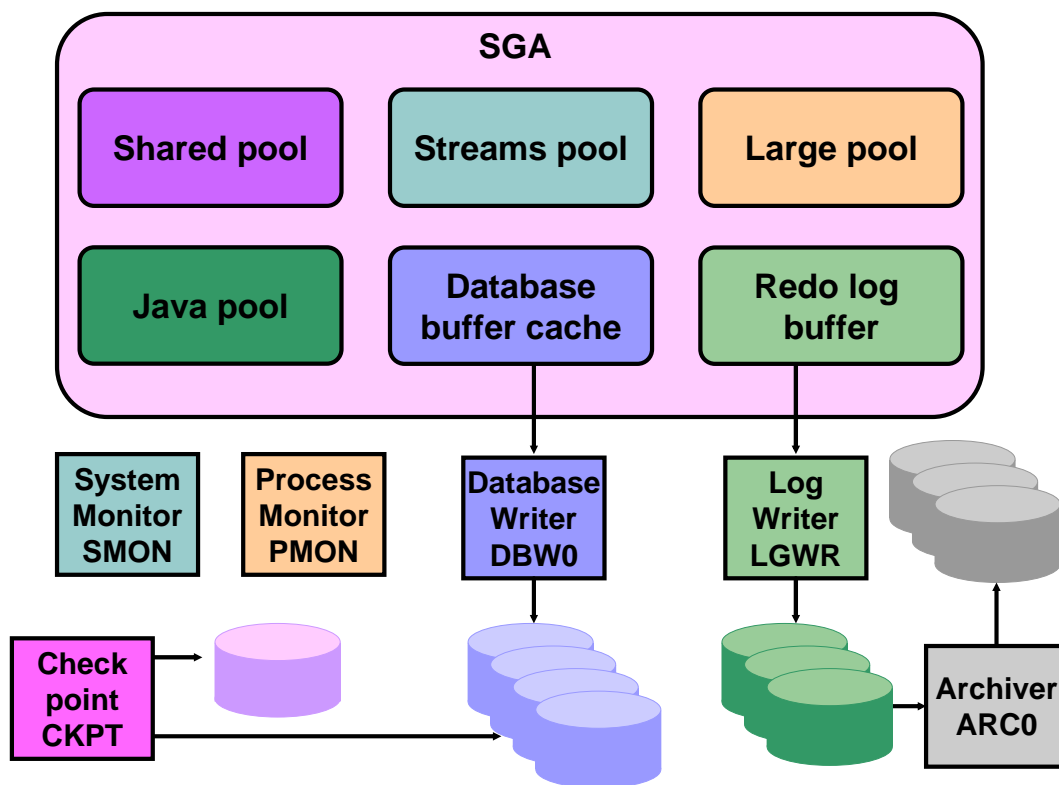 SGA
Shared pool
Streams pool
Large pool
Java pool
Database
buffer cache
Redo log
buffer
System
Monitor
SMON
Process
Monitor
PMON
Database
Writer
DBW0
Log
Writer
LGWR
Check
point
CKPT
Archiver
ARC0